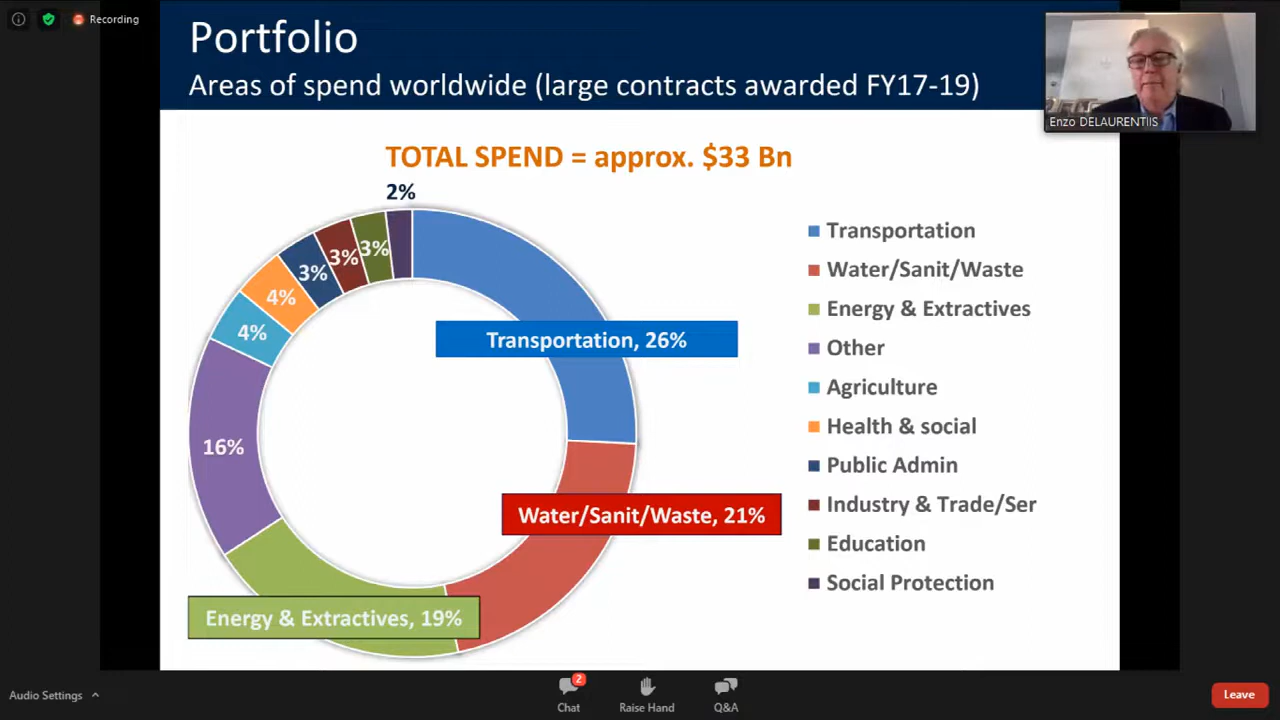 Recording
Portfolio
Areas of spend worldwide (large contracts awarded FY17-19)
Enzo DELAURENTIIS
TOTAL SPEND = approx. $33 Bn
2%
3%
3%
3%
4%
4%
16%
Transportation, 26%
Water/Sanit/Waste, 21%
Energy & Extractives, 19%
Transportation
Water/Sanit/Waste
Energy & Extractives
Other
Agriculture
Health & social
Public Admin
Industry & Trade/Ser
Education
Social Protection
Audio Settings
2
Chat
Raise Hand
Q&A
Leave